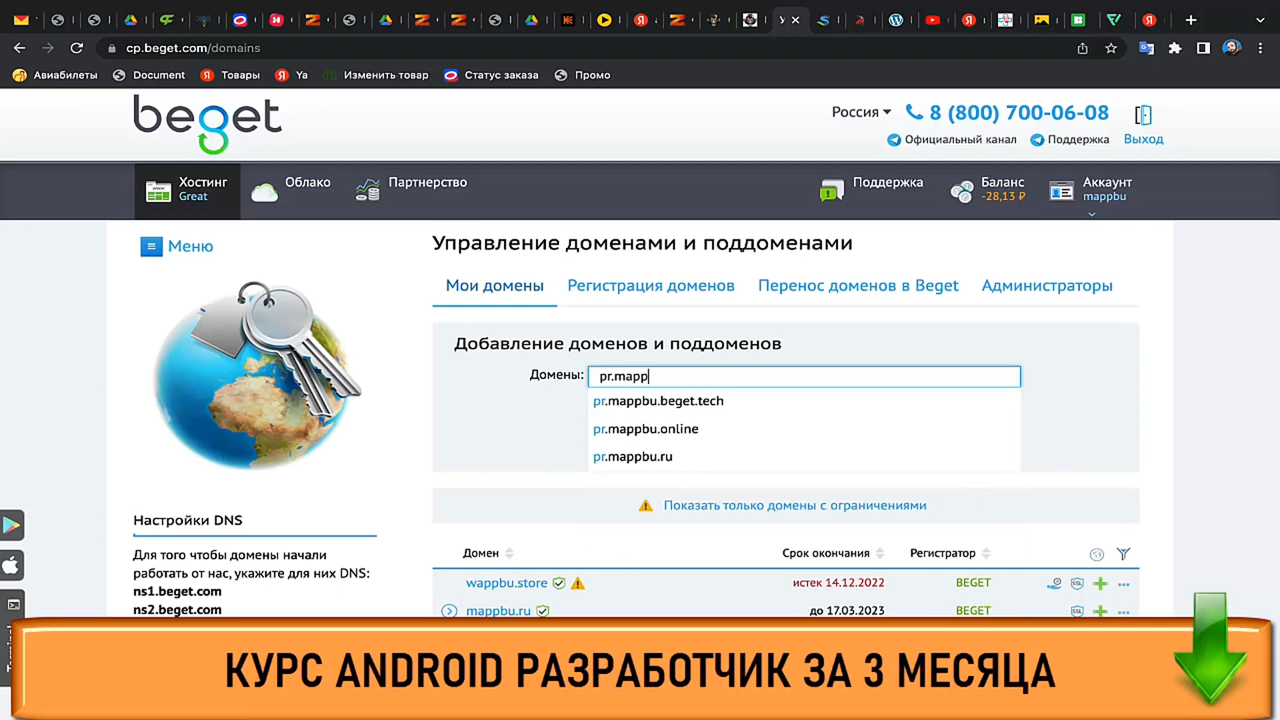 cp.beget.com/domains
Авиабилеты
Document
Товары
Ya
Изменить товар
Статус заказа
Промо
beget
Россия
8 (800) 700-06-08
Официальный канал
Поддержка
Выход
Хостинг
Great
Облако
Партнерство
Поддержка
Баланс
-28,13 ₽
Аккаунт
mappbu
Меню
Управление доменами и поддоменами
Мои домены
Регистрация доменов
Перенос доменов в Beget
Администраторы
Добавление доменов и поддоменов
Домены:
pr.mapp
pr.mappbu.beget.tech
pr.mappbu.online
pr.mappbu.ru
Показать только домены с ограничениями
Настройки DNS
Для того чтобы домены начали
работать от нас, укажите для них DNS:
ns1.beget.com
ns2.beget.com
Домен
Срок окончания
Регистратор
wappbu.store
истек 14.12.2022
BEGET
SSL
mappbu.ru
до 17.03.2023
BEGET
SSL
КУРС ANDROID РАЗРАБОТЧИК ЗА 3 МЕСЯЦА